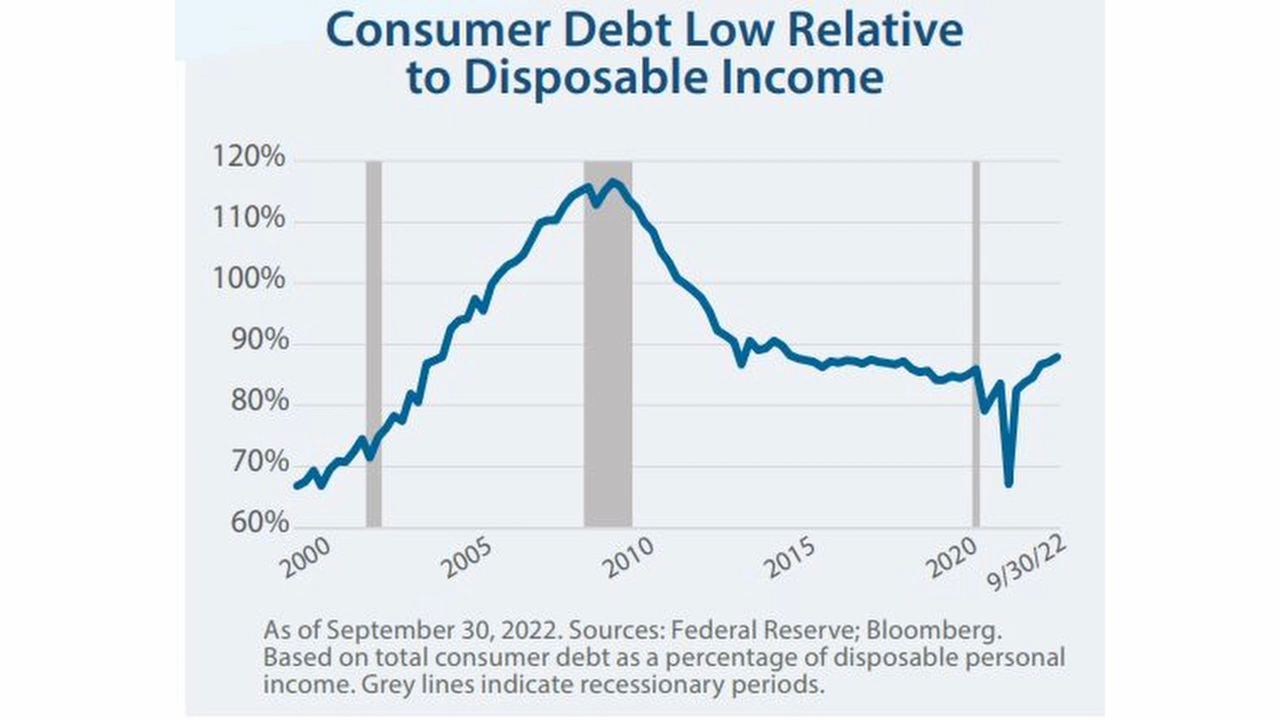 Consumer Debt Low Relative
to Disposable Income
120%
110%
100%
90%
80%
70%
60%
2000
2005
2010
2015
2020
9/30/22
As of September 30, 2022. Sources: Federal Reserve; Bloomberg.
Based on total consumer debt as a percentage of disposable personal
income. Grey lines indicate recessionary periods.